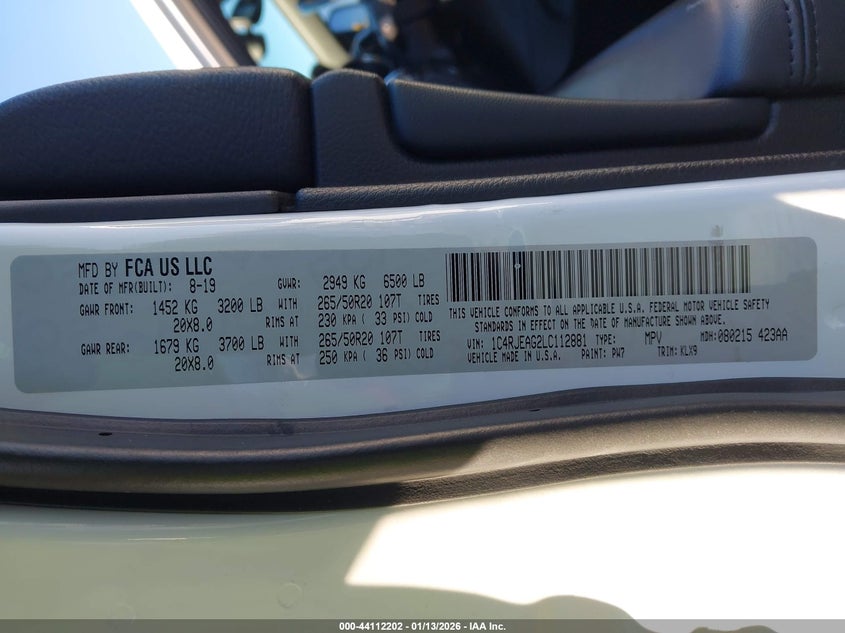 MFD BY FCA US LLC
DATE OF MFR(BUILT): 8-19 GVWR: 2949 KG 6500 LB
GAWR FRONT: 1452 KG 3200 LB WITH 265/50R20 107T TIRES
20X8.0 RIMS AT 230 KPA ( 33 PSI) COLD
GAWR REAR: 1679 KG 3700 LB WITH 265/50R20 107T TIRES
20X8.0 RIMS AT 250 KPA ( 36 PSI) COLD
THIS VEHICLE CONFORMS TO ALL APPLICABLE U.S.A. FEDERAL MOTOR VEHICLE SAFETY
STANDARDS IN EFFECT ON THE DATE OF MANUFACTURE SHOWN ABOVE.
VIN: 1C4RJEAG2LC112881 TYPE: MPV MDH: 080215 423AA
VEHICLE MADE IN U.S.A. PAINT: PW7 TRIM: KLX9
000-44112202 - 01/13/2026 - IAA Inc.